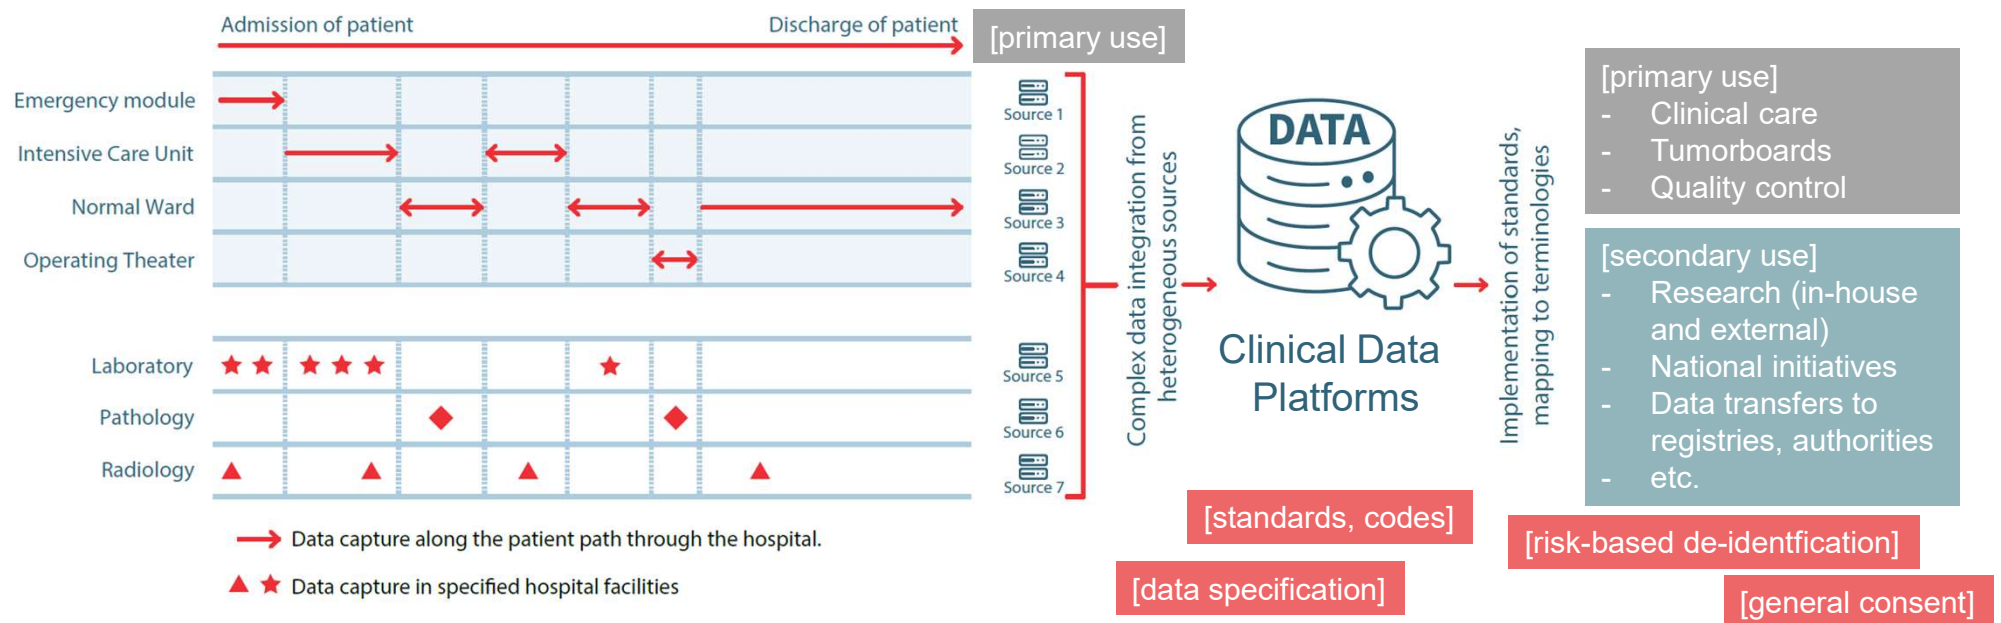 Admission of patient
Discharge of patient
[primary use]
Emergency module
Intensive Care Unit
Normal Ward
Operating Theater
Laboratory
Pathology
Radiology
Source 1
Source 2
Source 3
Source 4
Source 5
Source 6
Source 7
Data capture along the patient path through the hospital.
Data capture in specified hospital facilities
Complex data integration from
heterogeneous sources
DATA
Clinical Data
Platforms
Implementation of standards,
mapping to terminologies
[primary use]
- Clinical care
- Tumorboards
- Quality control
[secondary use]
- Research (in-house
and external)
- National initiatives
- Data transfers to
registries, authorities
- etc.
[standards, codes]
[data specification]
[risk-based de-identfication]
[general consent]